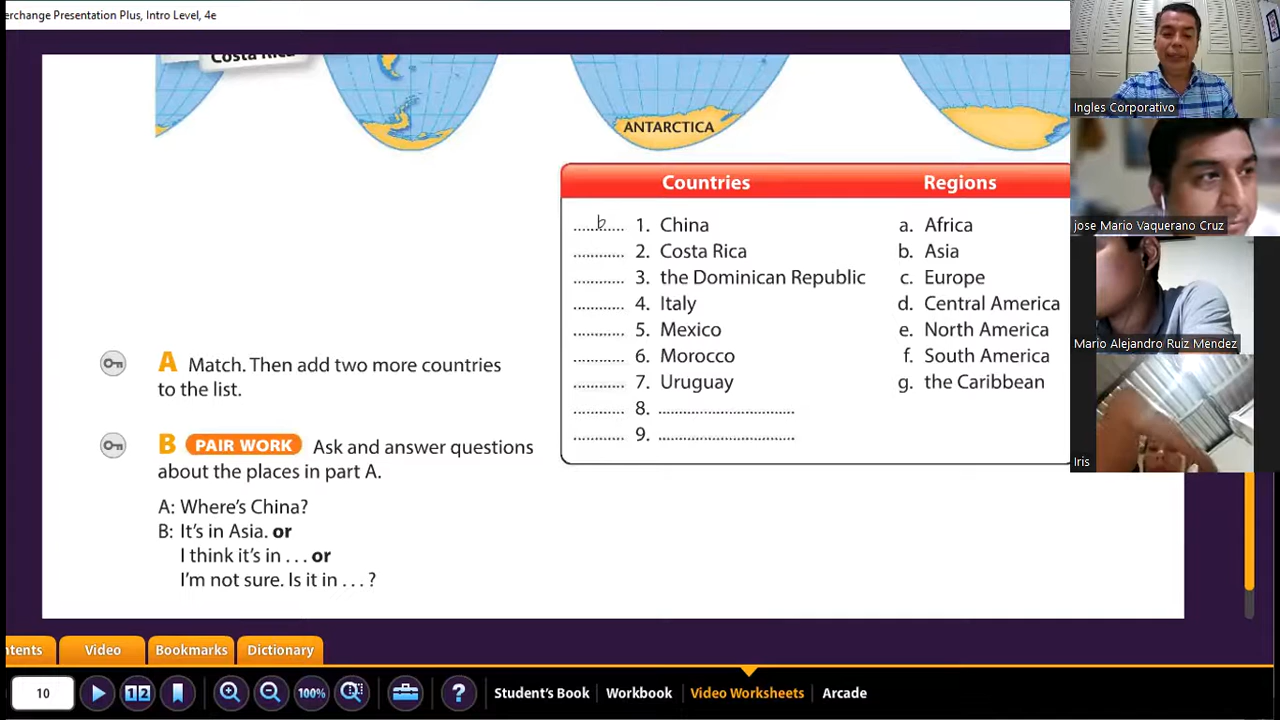 erchange Presentation Plus, Intro Level, 4e
Costa Rica
ANTARCTICA
Countries Regions
b 1. China a. Africa
2. Costa Rica b. Asia
3. the Dominican Republic c. Europe
4. Italy d. Central America
5. Mexico e. North America
6. Morocco f. South America
7. Uruguay g. the Caribbean
8.
9.
A Match. Then add two more countries
to the list.
B PAIR WORK Ask and answer questions
about the places in part A.
A: Where's China?
B: It's in Asia. or
I think it's in . . . or
I'm not sure. Is it in . . . ?
Ingles Corporativo
jose Mario Vaquerano Cruz
Mario Alejandro Ruiz Mendez
Iris
ntents Video Bookmarks Dictionary
10 1 2 100% ? Student's Book Workbook Video Worksheets Arcade